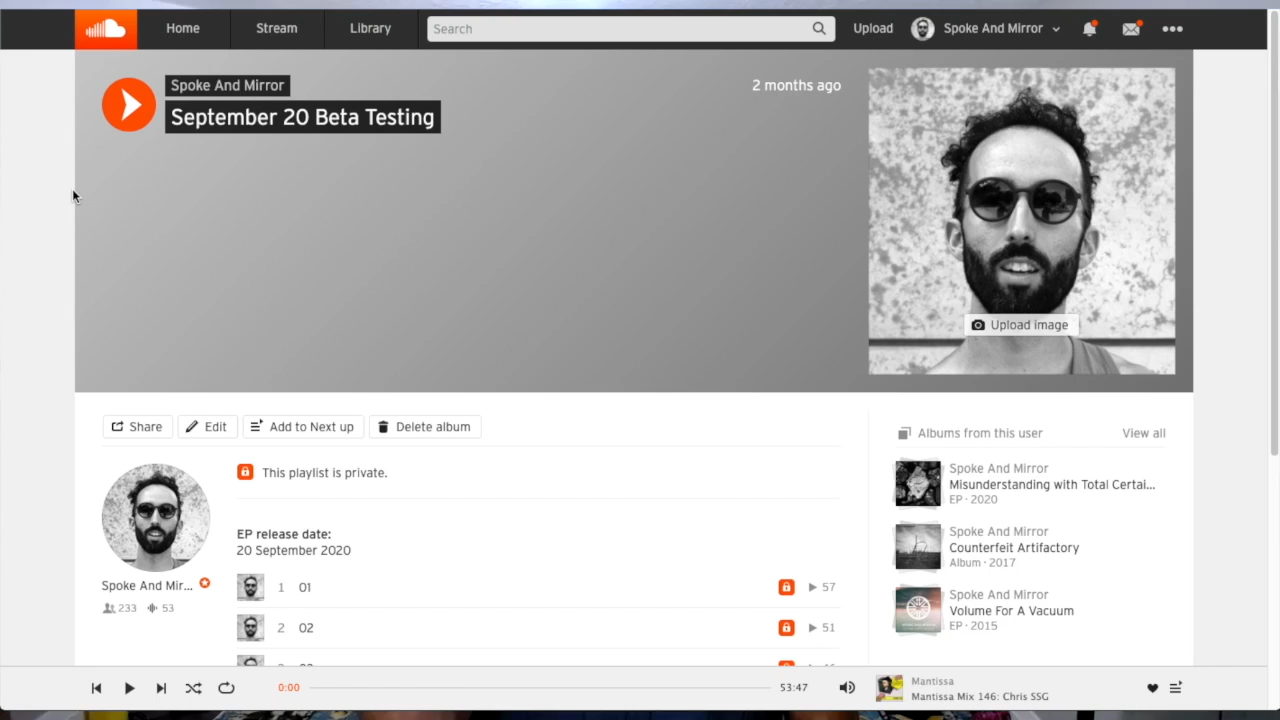 Home
Stream
Library
Search
Upload
Spoke And Mirror
Spoke And Mirror
2 months ago
September 20 Beta Testing
Upload image
Share
Edit
Add to Next up
Delete album
This playlist is private.
EP release date:
20 September 2020
Spoke And Mir...
233
53
1 01 57
2 02 51
Albums from this user
View all
Spoke And Mirror
Misunderstanding with Total Certai...
EP · 2020
Spoke And Mirror
Counterfeit Artifactory
Album · 2017
Spoke And Mirror
Volume For A Vacuum
EP · 2015
0:00
53:47
Mantissa
Mantissa Mix 146: Chris SSG